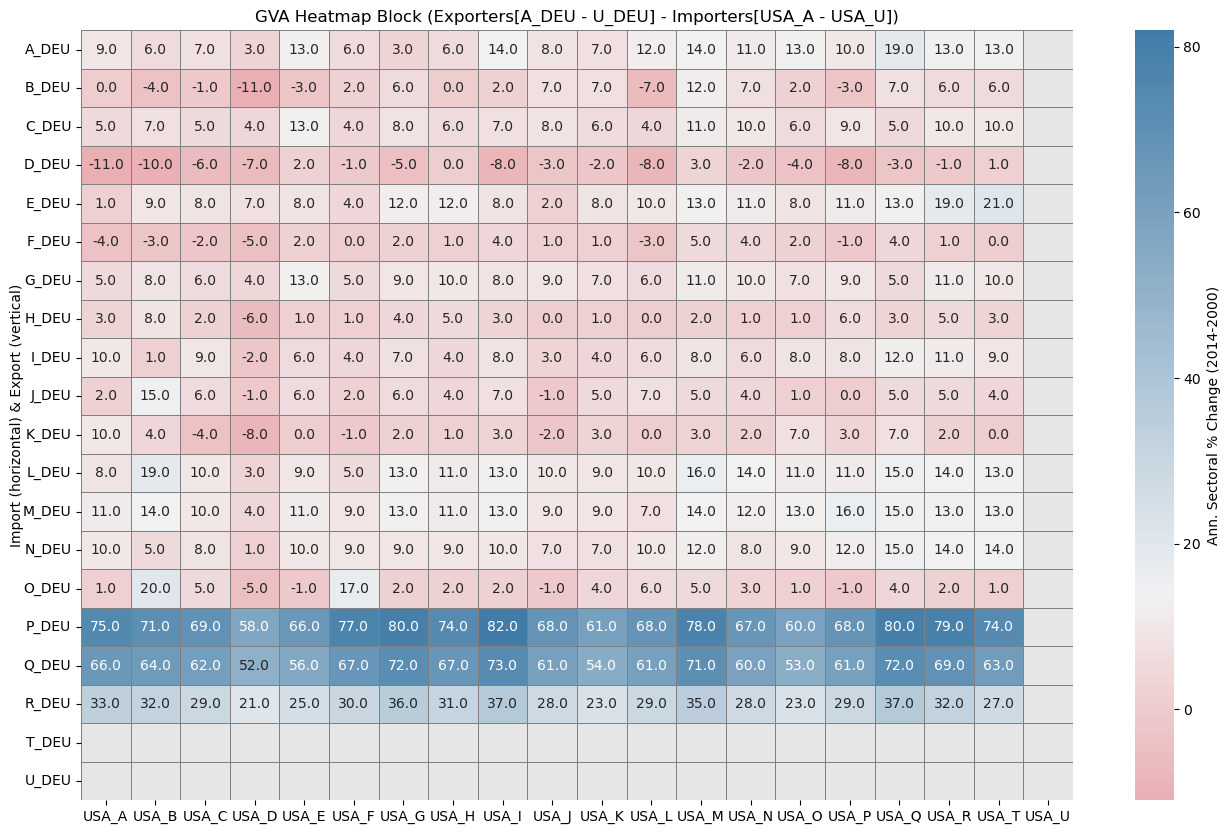 GVA Heatmap Block (Exporters[A_DEU - U_DEU] - Importers[USA_A - USA_U])
Import (horizontal) & Export (vertical)
A_DEU 9.0 6.0 7.0 3.0 13.0 6.0 3.0 6.0 14.0 8.0 7.0 12.0 14.0 11.0 13.0 10.0 19.0 13.0 13.0
B_DEU 0.0 -4.0 -1.0 -11.0 -3.0 2.0 6.0 0.0 2.0 7.0 7.0 -7.0 12.0 7.0 2.0 -3.0 7.0 6.0 6.0
C_DEU 5.0 7.0 5.0 4.0 13.0 4.0 8.0 6.0 7.0 8.0 6.0 4.0 11.0 10.0 6.0 9.0 5.0 10.0 10.0
D_DEU -11.0 -10.0 -6.0 -7.0 2.0 -1.0 -5.0 0.0 -8.0 -3.0 -2.0 -8.0 3.0 -2.0 -4.0 -8.0 -3.0 -1.0 1.0
E_DEU 1.0 9.0 8.0 7.0 8.0 4.0 12.0 12.0 8.0 2.0 8.0 10.0 13.0 11.0 8.0 11.0 13.0 19.0 21.0
F_DEU -4.0 -3.0 -2.0 -5.0 2.0 0.0 2.0 1.0 4.0 1.0 1.0 -3.0 5.0 4.0 2.0 -1.0 4.0 1.0 0.0
G_DEU 5.0 8.0 6.0 4.0 13.0 5.0 9.0 10.0 8.0 9.0 7.0 6.0 11.0 10.0 7.0 9.0 5.0 11.0 10.0
H_DEU 3.0 8.0 2.0 -6.0 1.0 1.0 4.0 5.0 3.0 0.0 1.0 0.0 2.0 1.0 1.0 6.0 3.0 5.0 3.0
I_DEU 10.0 1.0 9.0 -2.0 6.0 4.0 7.0 4.0 8.0 3.0 4.0 6.0 8.0 6.0 8.0 8.0 12.0 11.0 9.0
J_DEU 2.0 15.0 6.0 -1.0 6.0 2.0 6.0 4.0 7.0 -1.0 5.0 7.0 5.0 4.0 1.0 0.0 5.0 5.0 4.0
K_DEU 10.0 4.0 -4.0 -8.0 0.0 -1.0 2.0 1.0 3.0 -2.0 3.0 0.0 3.0 2.0 7.0 3.0 7.0 2.0 0.0
L_DEU 8.0 19.0 10.0 3.0 9.0 5.0 13.0 11.0 13.0 10.0 9.0 10.0 16.0 14.0 11.0 11.0 15.0 14.0 13.0
M_DEU 11.0 14.0 10.0 4.0 11.0 9.0 13.0 11.0 13.0 9.0 9.0 7.0 14.0 12.0 13.0 16.0 15.0 13.0 13.0
N_DEU 10.0 5.0 8.0 1.0 10.0 9.0 9.0 9.0 10.0 7.0 7.0 10.0 12.0 8.0 9.0 12.0 15.0 14.0 14.0
O_DEU 1.0 20.0 5.0 -5.0 -1.0 17.0 2.0 2.0 2.0 -1.0 4.0 6.0 5.0 3.0 1.0 -1.0 4.0 2.0 1.0
P_DEU 75.0 71.0 69.0 58.0 66.0 77.0 80.0 74.0 82.0 68.0 61.0 68.0 78.0 67.0 60.0 68.0 80.0 79.0 74.0
Q_DEU 66.0 64.0 62.0 52.0 56.0 67.0 72.0 67.0 73.0 61.0 54.0 61.0 71.0 60.0 53.0 61.0 72.0 69.0 63.0
R_DEU 33.0 32.0 29.0 21.0 25.0 30.0 36.0 31.0 37.0 28.0 23.0 29.0 35.0 28.0 23.0 29.0 37.0 32.0 27.0
T_DEU
U_DEU
USA_A USA_B USA_C USA_D USA_E USA_F USA_G USA_H USA_I USA_J USA_K USA_L USA_M USA_N USA_O USA_P USA_Q USA_R USA_T USA_U
80
60
40
20
0
Ann. Sectoral % Change (2014-2000)